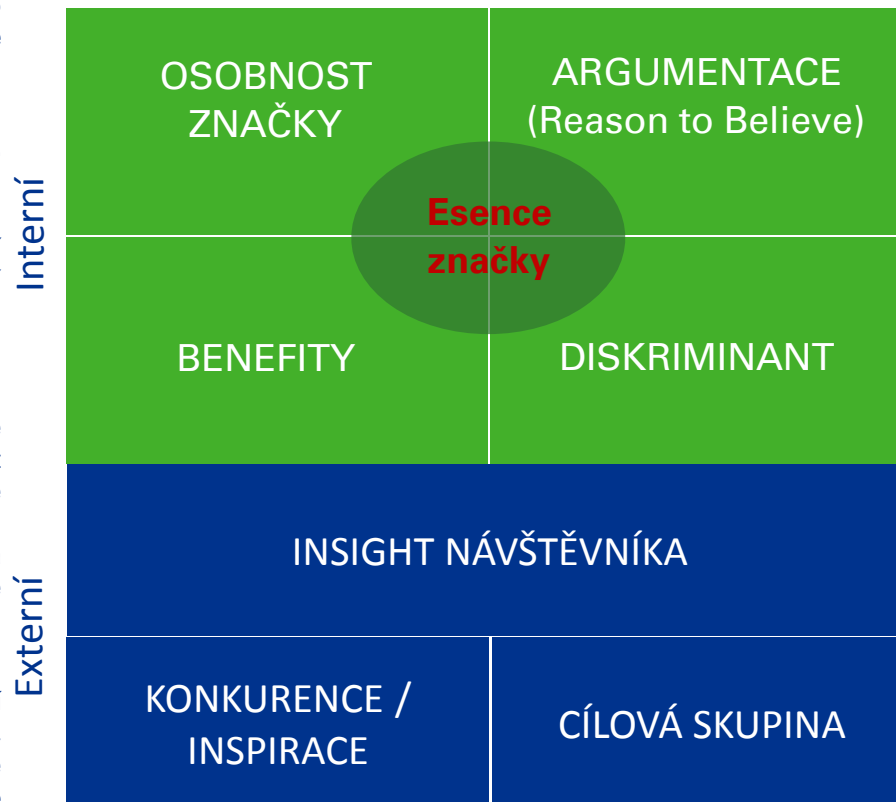 OSOBNOST
ZNAČKY
ARGUMENTACE
(Reason to Believe)
Interní
Esence
značky
BENEFITY
DISKRIMINANT
INSIGHT NÁVŠTĚVNÍKA
Externí
KONKURENCE /
INSPIRACE
CÍLOVÁ SKUPINA